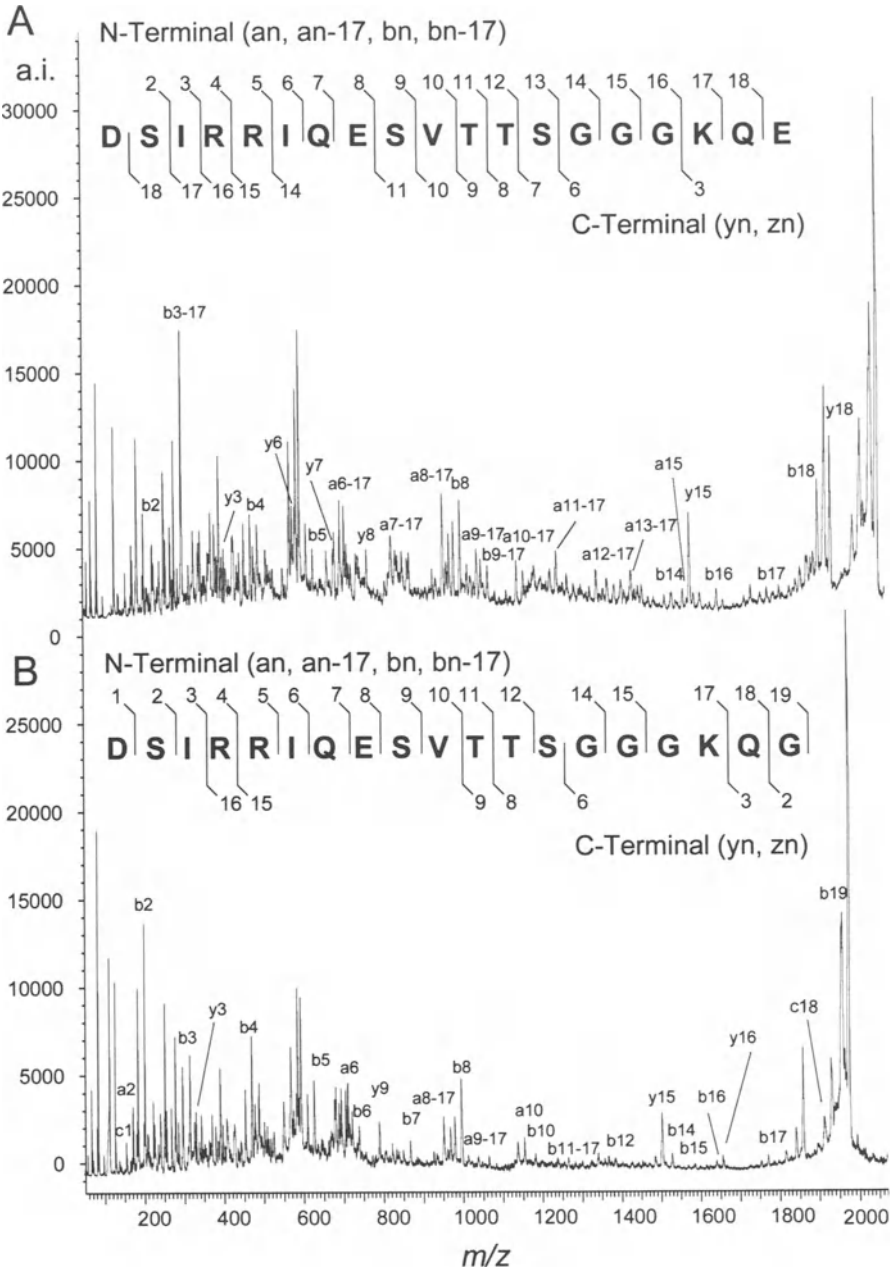 A
N-Terminal (an, an-17, bn, bn-17)
a.i.
2 3 4 5 6 7 8 9 10 11 12 13 14 15 16 17 18
D S I R R I Q E S V T T S G G G K Q E
18 17 16 15 14 11 10 9 8 7 6 3
C-Terminal (yn, zn)
30000
25000
20000
15000
10000
5000
0
b2
b3-17
y3
b4
y6
b5
y7
a6-17
y8
a7-17
a8-17
b8
a9-17
b9-17
a10-17
a11-17
a12-17
a13-17
b14
a15
y15
b16
b17
b18
y18
B
N-Terminal (an, an-17, bn, bn-17)
1 2 3 4 5 6 7 8 9 10 11 12 14 15 17 18 19
D S I R R I Q E S V T T S G G G K Q G
16 15 9 8 6 3 2
C-Terminal (yn, zn)
25000
20000
15000
10000
5000
0
c1
a2
b2
b3
y3
b4
b5
a6
b6
y9
b7
a8-17
b8
a9-17
a10
b10
b11-17
b12
y15
b14
b15
b16
y16
b17
c18
b19
200 400 600 800 1000 1200 1400 1600 1800 2000
m/z